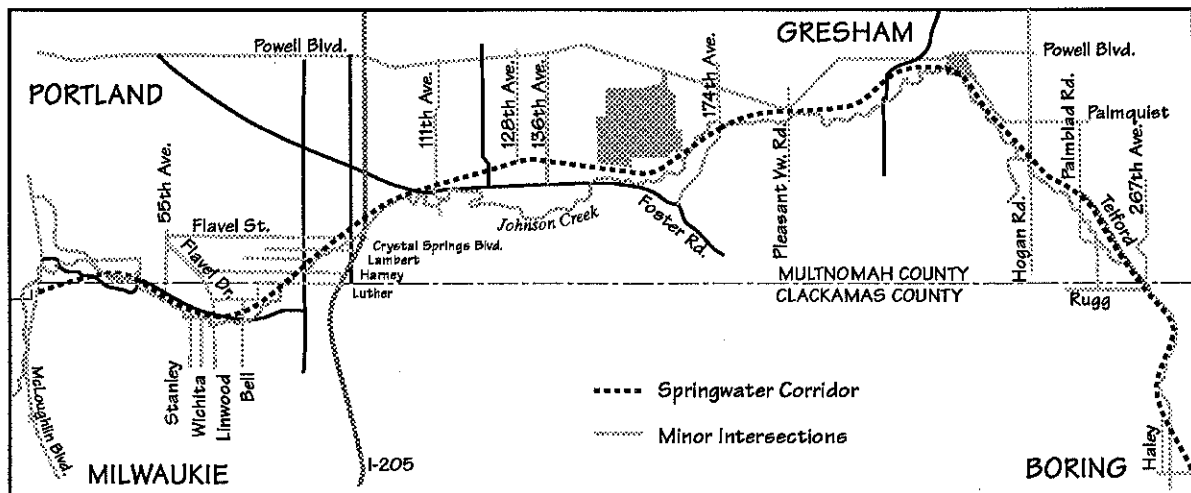 GRESHAM
Powell Blvd.
Powell Blvd.
PORTLAND
111th Ave.
128th Ave.
136th Ave.
174th Ave.
Pleasant Vw. Rd.
Hogan Rd.
Palmblad Rd.
Palmquist
267th Ave.
Telford
55th Ave.
Flavel St.
Flavel Dr.
Crystal Springs Blvd.
Lambert
Harney
Luther
Johnson Creek
Foster Rd.
MULTNOMAH COUNTY
CLACKAMAS COUNTY
Rugg
McLoughlin Blvd.
Stanley
Wichita
Linwood
Bell
Springwater Corridor
Minor Intersections
Haley
MILWAUKIE
I-205
BORING